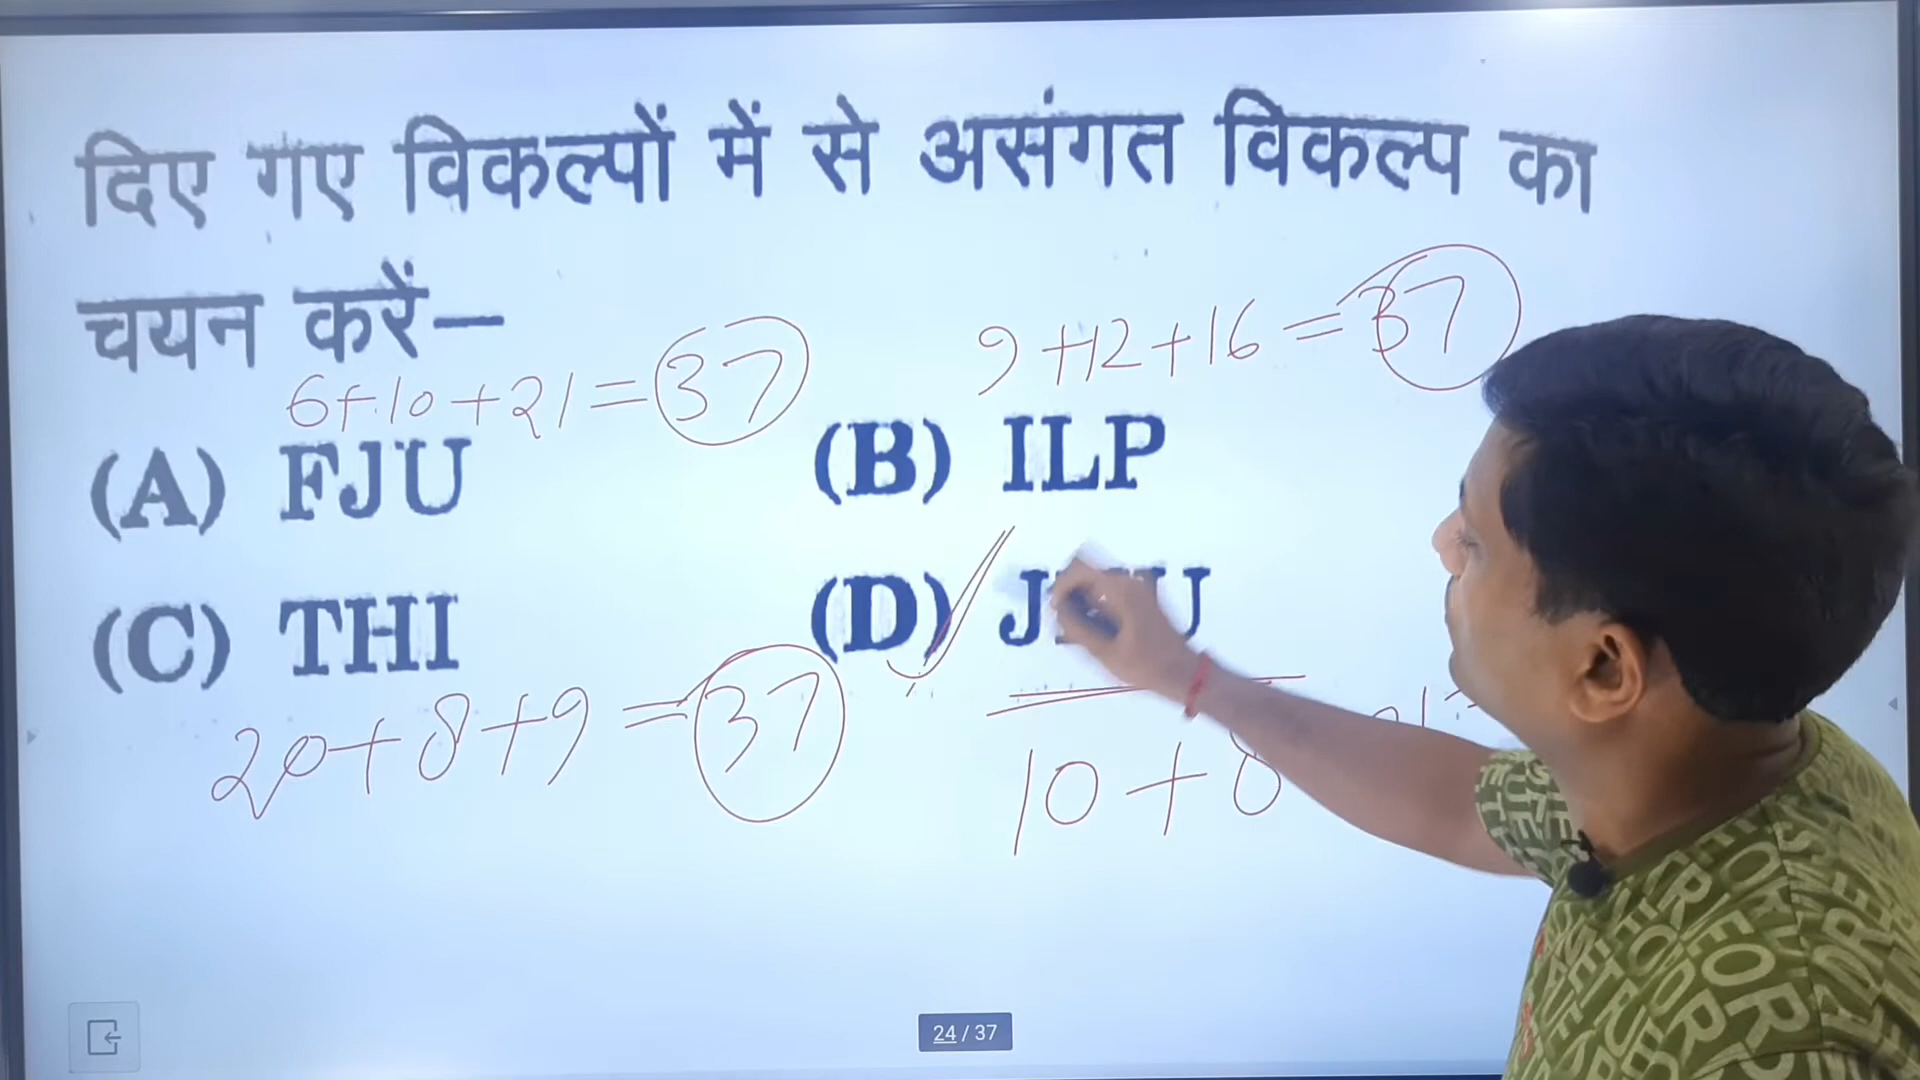 दिए गए विकल्पों में से असंगत विकल्प का
चयन करें—
6+10+21=37
9+12+16=37
(A) FJU
(B) ILP
(C) THI
(D)
20+8+9=37
10+8
24 / 37